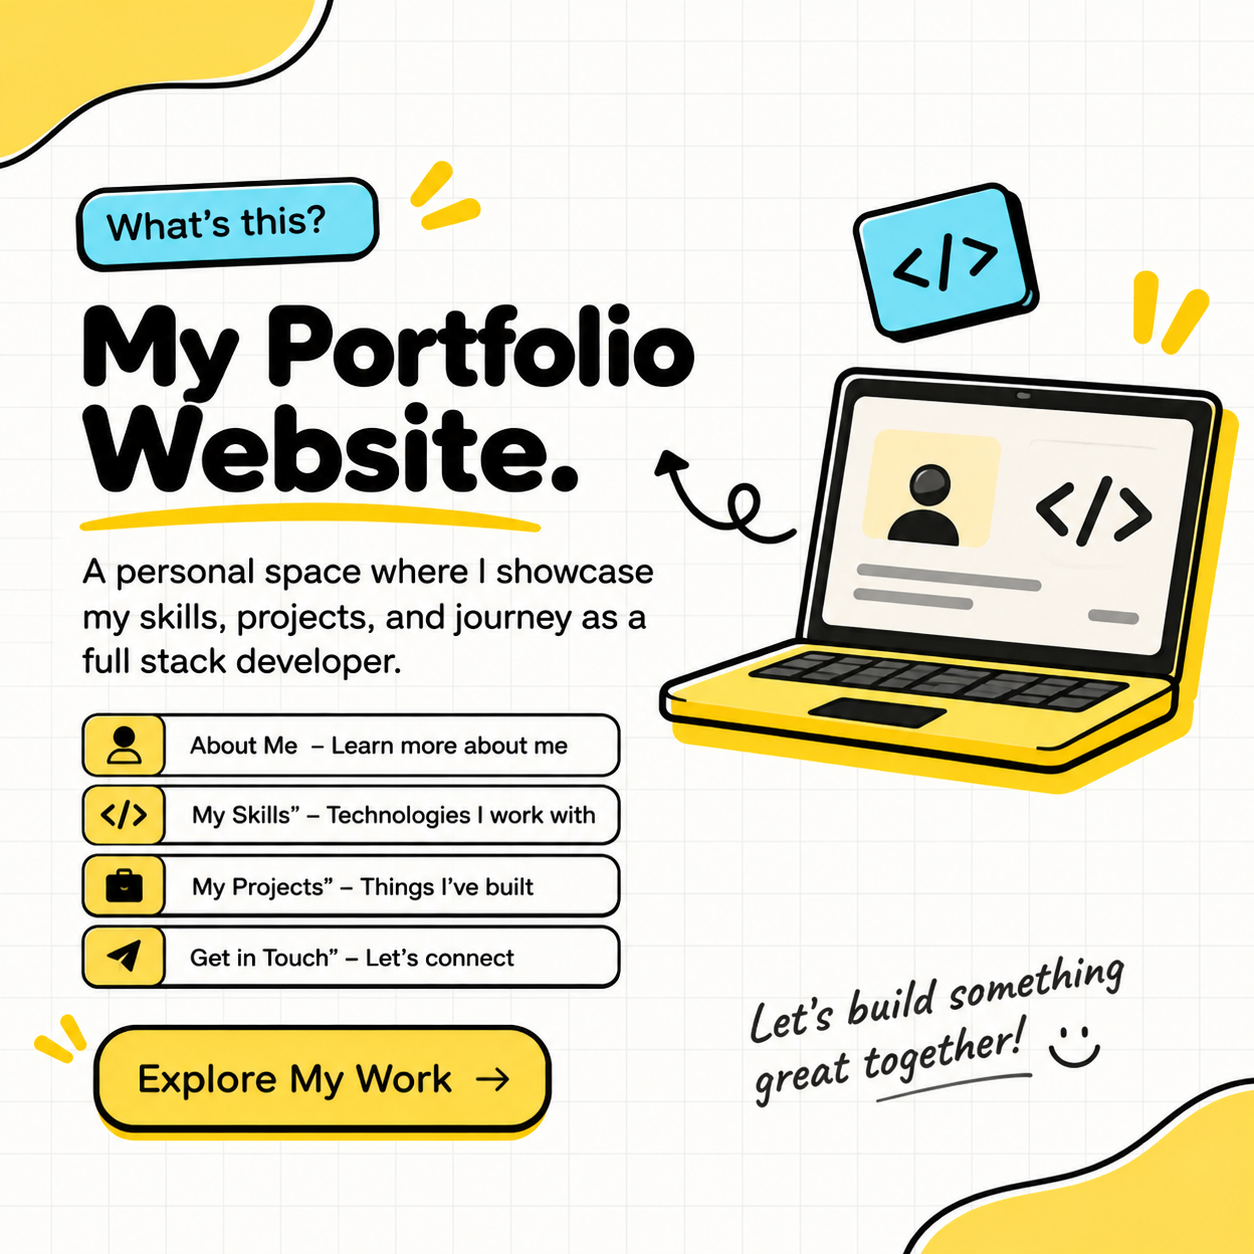 What's this?
</>
My Portfolio
Website.
</>
A personal space where I showcase
my skills, projects, and journey as a
full stack developer.
About Me – Learn more about me
</> My Skills” – Technologies I work with
My Projects” – Things I’ve built
Get in Touch” – Let’s connect
Explore My Work →
Let's build something
great together!